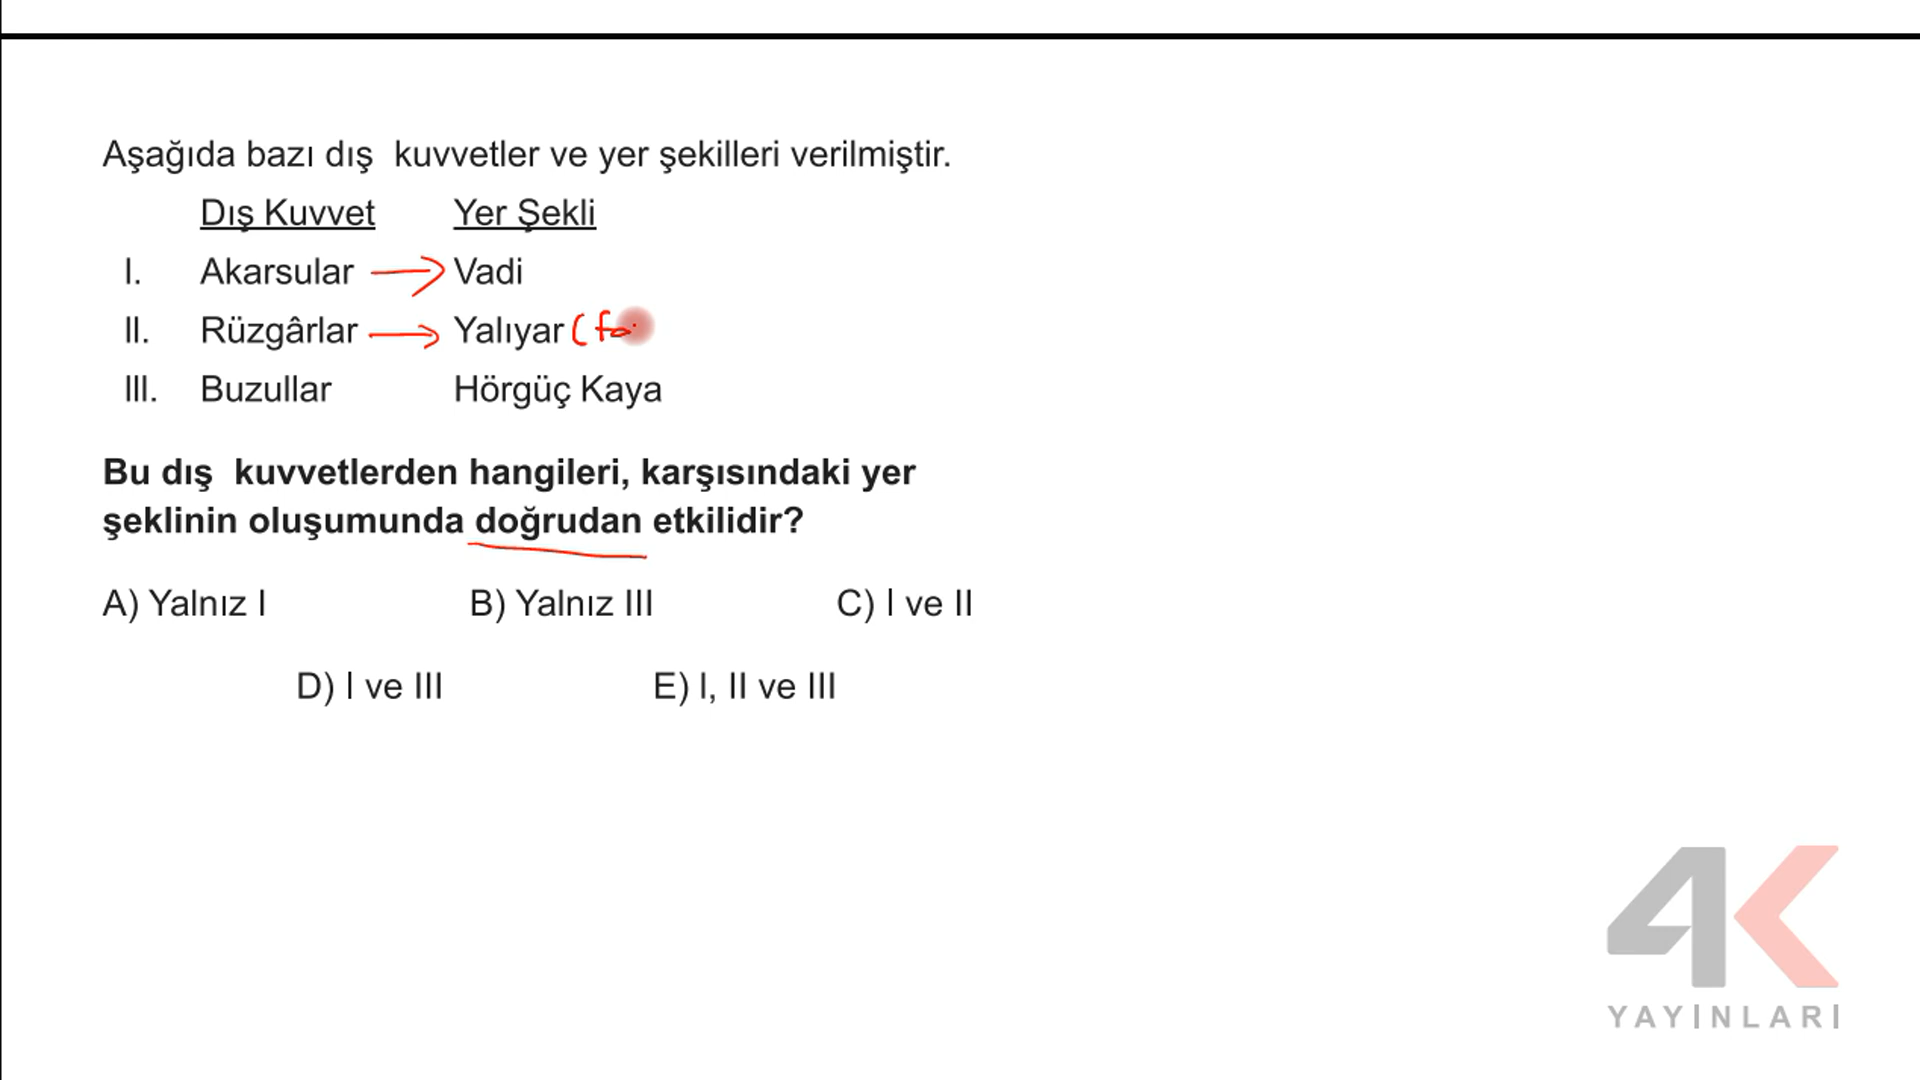 Aşağıda bazı dış kuvvetler ve yer şekilleri verilmiştir.
Dış Kuvvet Yer Şekli
I. Akarsular Vadi
II. Rüzgârlar Yalıyar (fa
III. Buzullar Hörgüç Kaya
Bu dış kuvvetlerden hangileri, karşısındaki yer
şeklinin oluşumunda doğrudan etkilidir?
A) Yalnız I B) Yalnız III C) I ve II
D) I ve III E) I, II ve III
4K
YAYINLARI